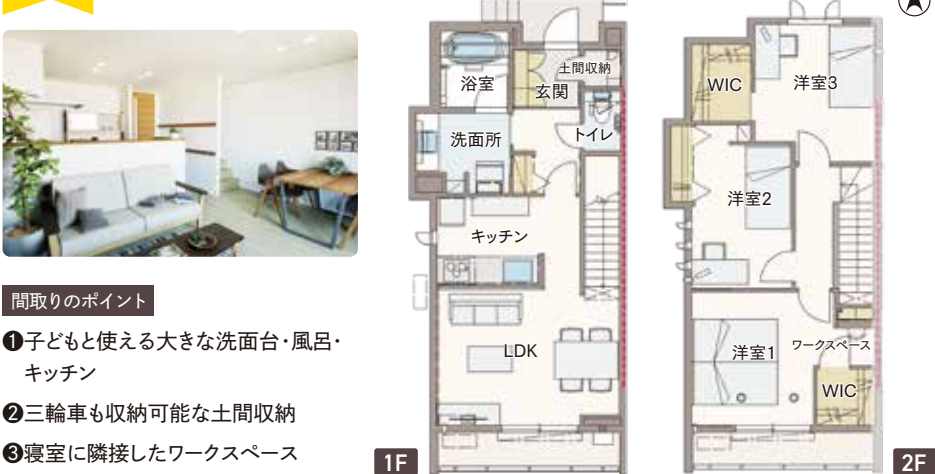 間取りのポイント
❶子どもと使える大きな洗面台・風呂・
キッチン
❷三輪車も収納可能な土間収納
❸寝室に隣接したワークスペース
浴室
玄関
土間収納
洗面所
トイレ
キッチン
LDK
1F
WIC
洋室3
洋室2
洋室1
ワークスペース
WIC
2F